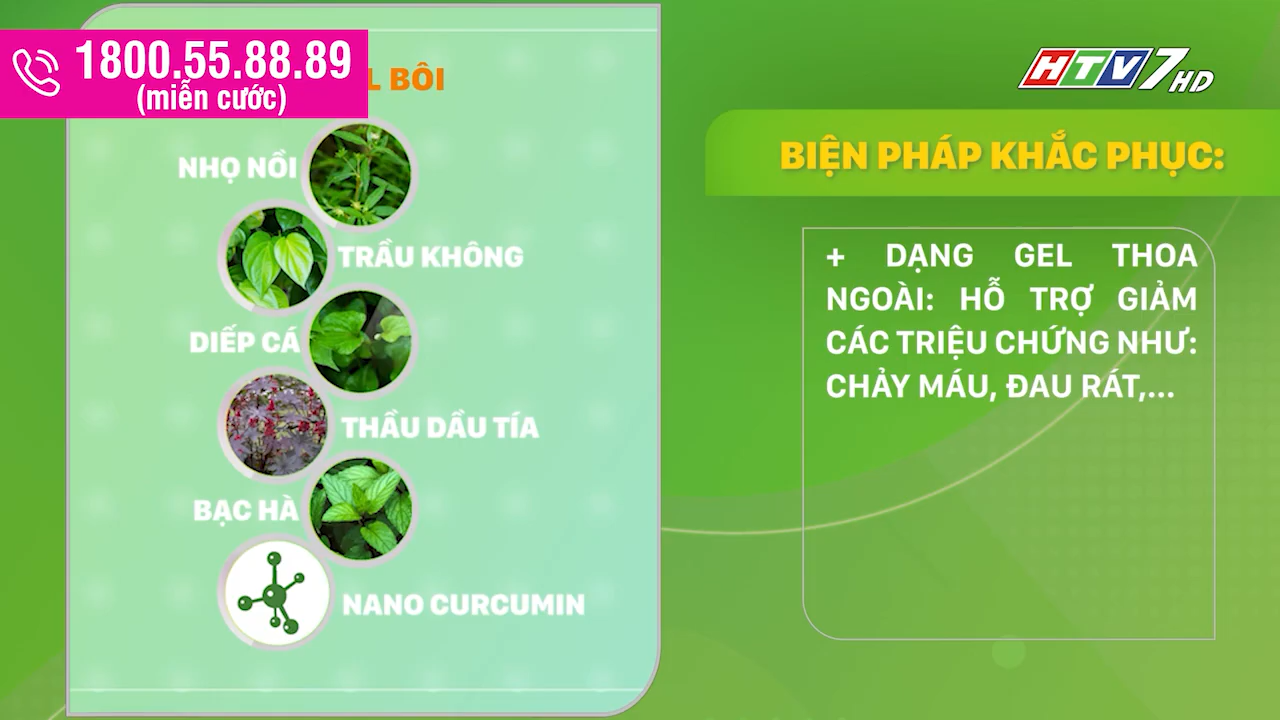 1800.55.88.89
(miễn cước)
BÔI
NHỌ NỒI
TRẦU KHÔNG
DIẾP CÁ
THẦU DẦU TÍA
BẠC HÀ
NANO CURCUMIN
HTV7 HD
BIỆN PHÁP KHẮC PHỤC:
+ DẠNG GEL THOA
NGOÀI: HỖ TRỢ GIẢM
CÁC TRIỆU CHỨNG NHƯ:
CHẢY MÁU, ĐAU RÁT,...